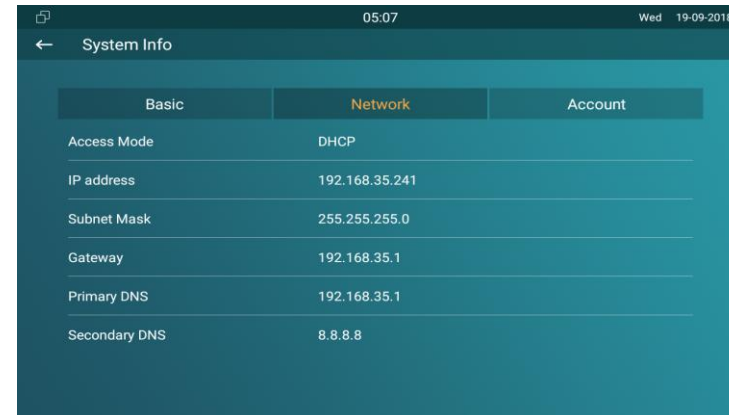 05:07 Wed 19-09-2018
← System Info
Basic Network Account
Access Mode DHCP
IP address 192.168.35.241
Subnet Mask 255.255.255.0
Gateway 192.168.35.1
Primary DNS 192.168.35.1
Secondary DNS 8.8.8.8